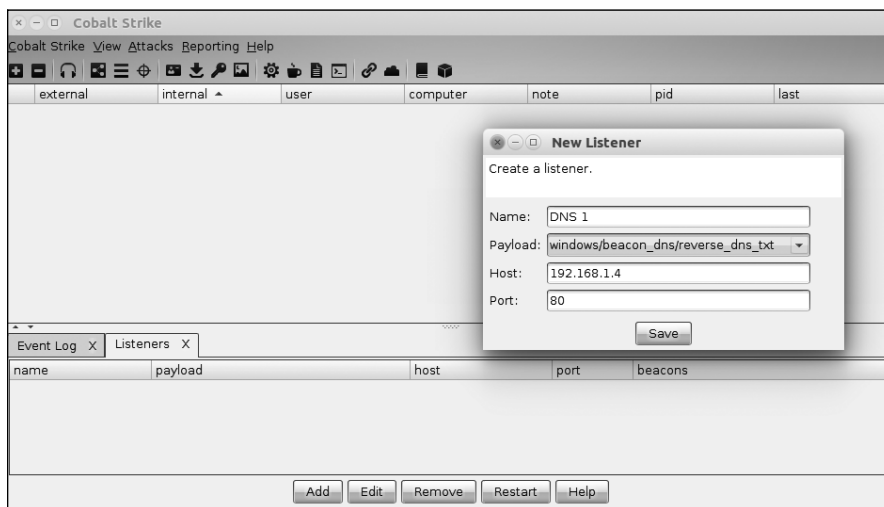 Cobalt Strike
Cobalt Strike View Attacks Reporting Help
external internal user computer note pid last
New Listener
Create a listener.
Name: DNS 1
Payload: windows/beacon_dns/reverse_dns_txt
Host: 192.168.1.4
Port: 80
Save
Event Log X Listeners X
name payload host port beacons
Add Edit Remove Restart Help